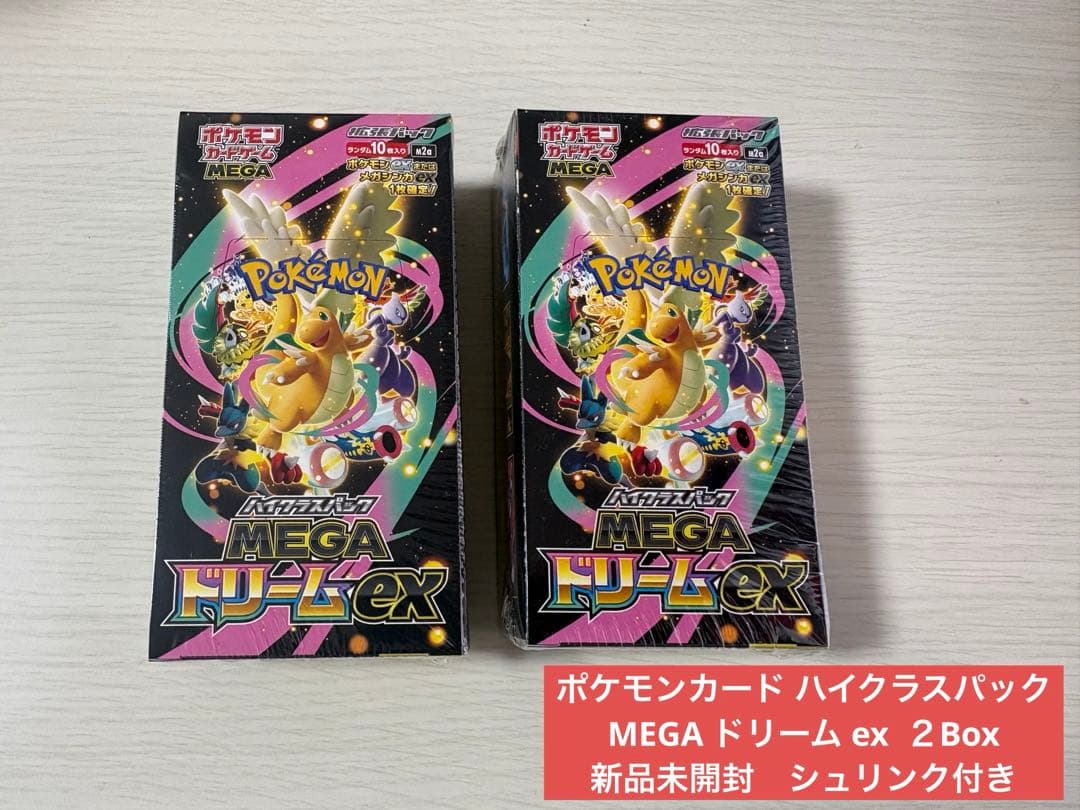 ポケモン
カードゲーム
MEGA
拡張パック
ランダム10枚入り
m2a
ポケモンexまたは
メガシンカex
1枚確定!
POKÉMON
ハイクラスパック
MEGA
ドリームex
ポケモン
カードゲーム
MEGA
拡張パック
ランダム10枚入り
m2a
ポケモンexまたは
メガシンカex
1枚確定!
POKÉMON
ハイクラスパック
MEGA
ドリームex
ポケモンカード ハイクラスパック
MEGA ドリーム ex ２Box
新品未開封　シュリンク付き